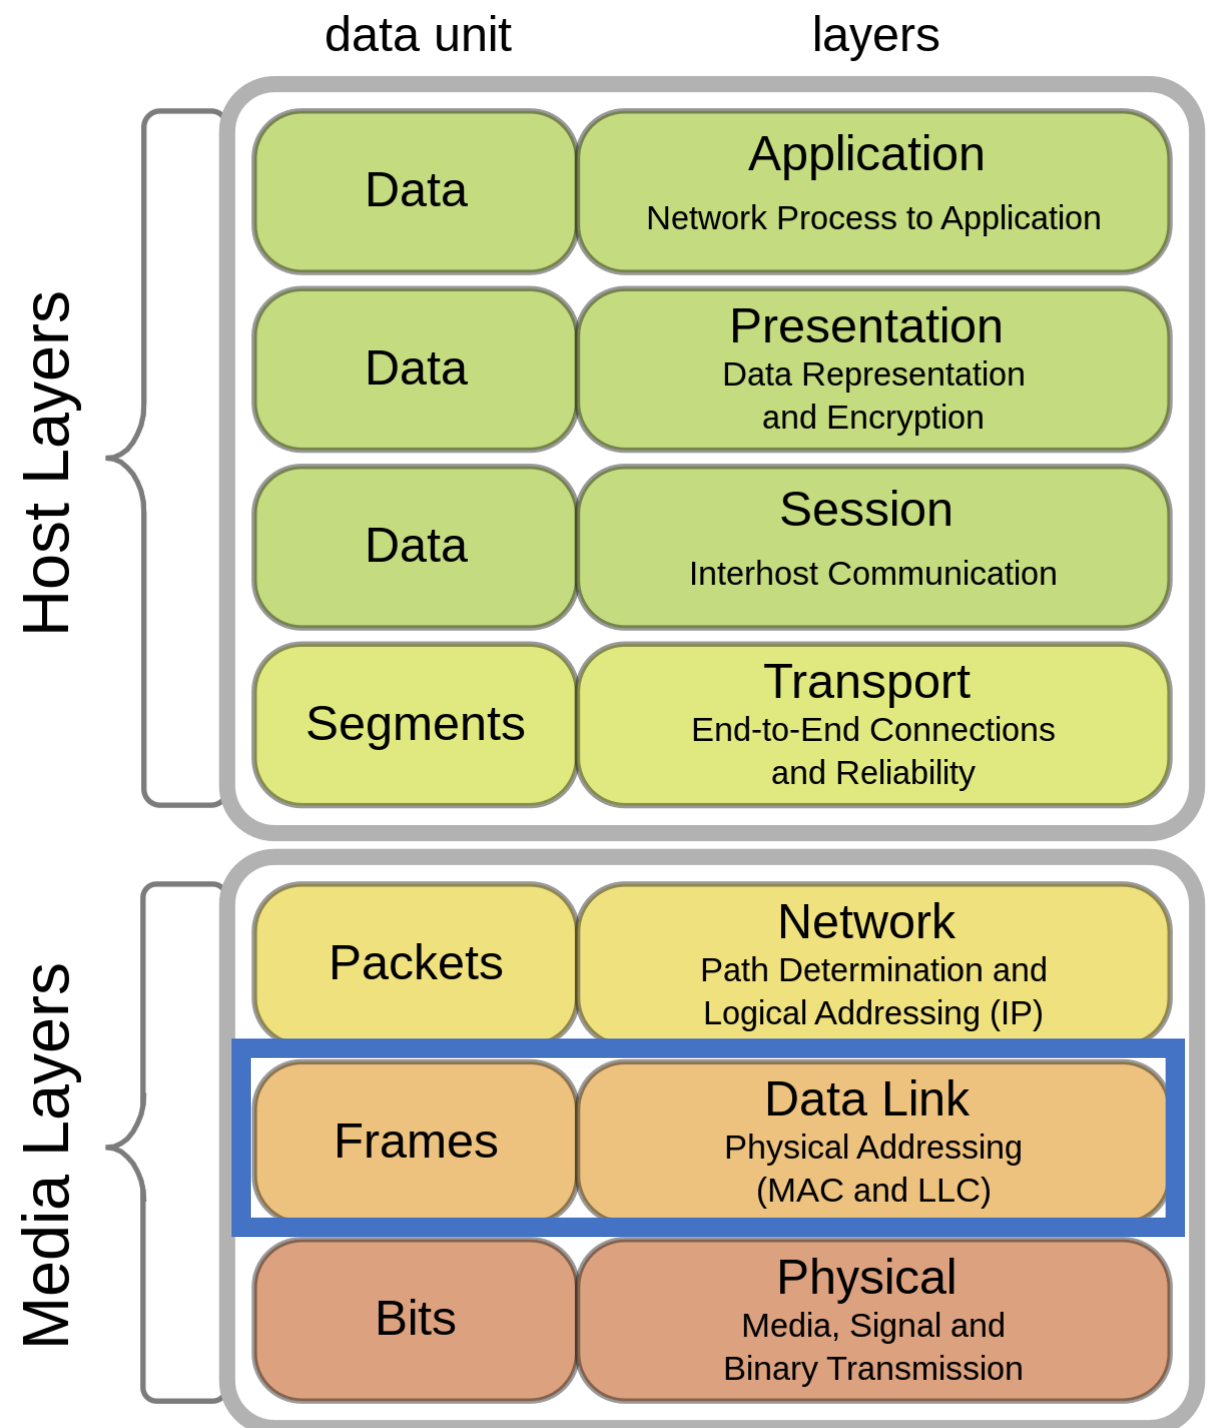 data unit
layers
Host Layers
Data
Application
Network Process to Application
Data
Presentation
Data Representation
and Encryption
Data
Session
Interhost Communication
Segments
Transport
End-to-End Connections
and Reliability
Media Layers
Packets
Network
Path Determination and
Logical Addressing (IP)
Frames
Data Link
Physical Addressing
(MAC and LLC)
Bits
Physical
Media, Signal and
Binary Transmission